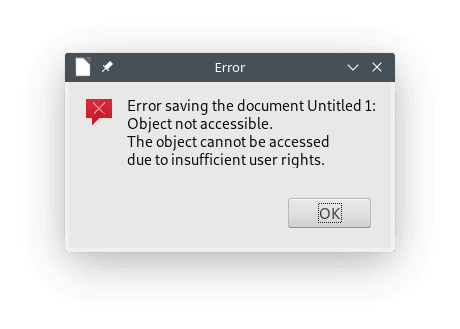 Error
Error saving the document Untitled 1:
Object not accessible.
The object cannot be accessed
due to insufficient user rights.
OK